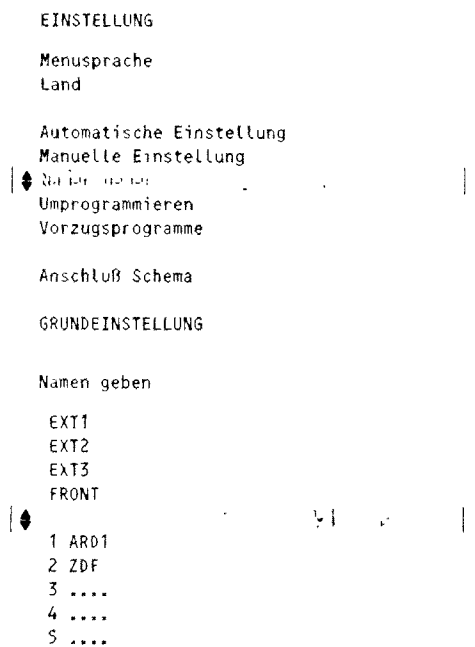 EINSTELLUNG
Menusprache
Land
Automatische Einstellung
Manuelle Einstellung
Umprogrammieren
Vorzugsprogramme
Anschluß Schema
GRUNDEINSTELLUNG
Namen geben
EXT1
EXT2
EXT3
FRONT
1 ARD1
2 ZDF
3 ....
4 ....
5 ....